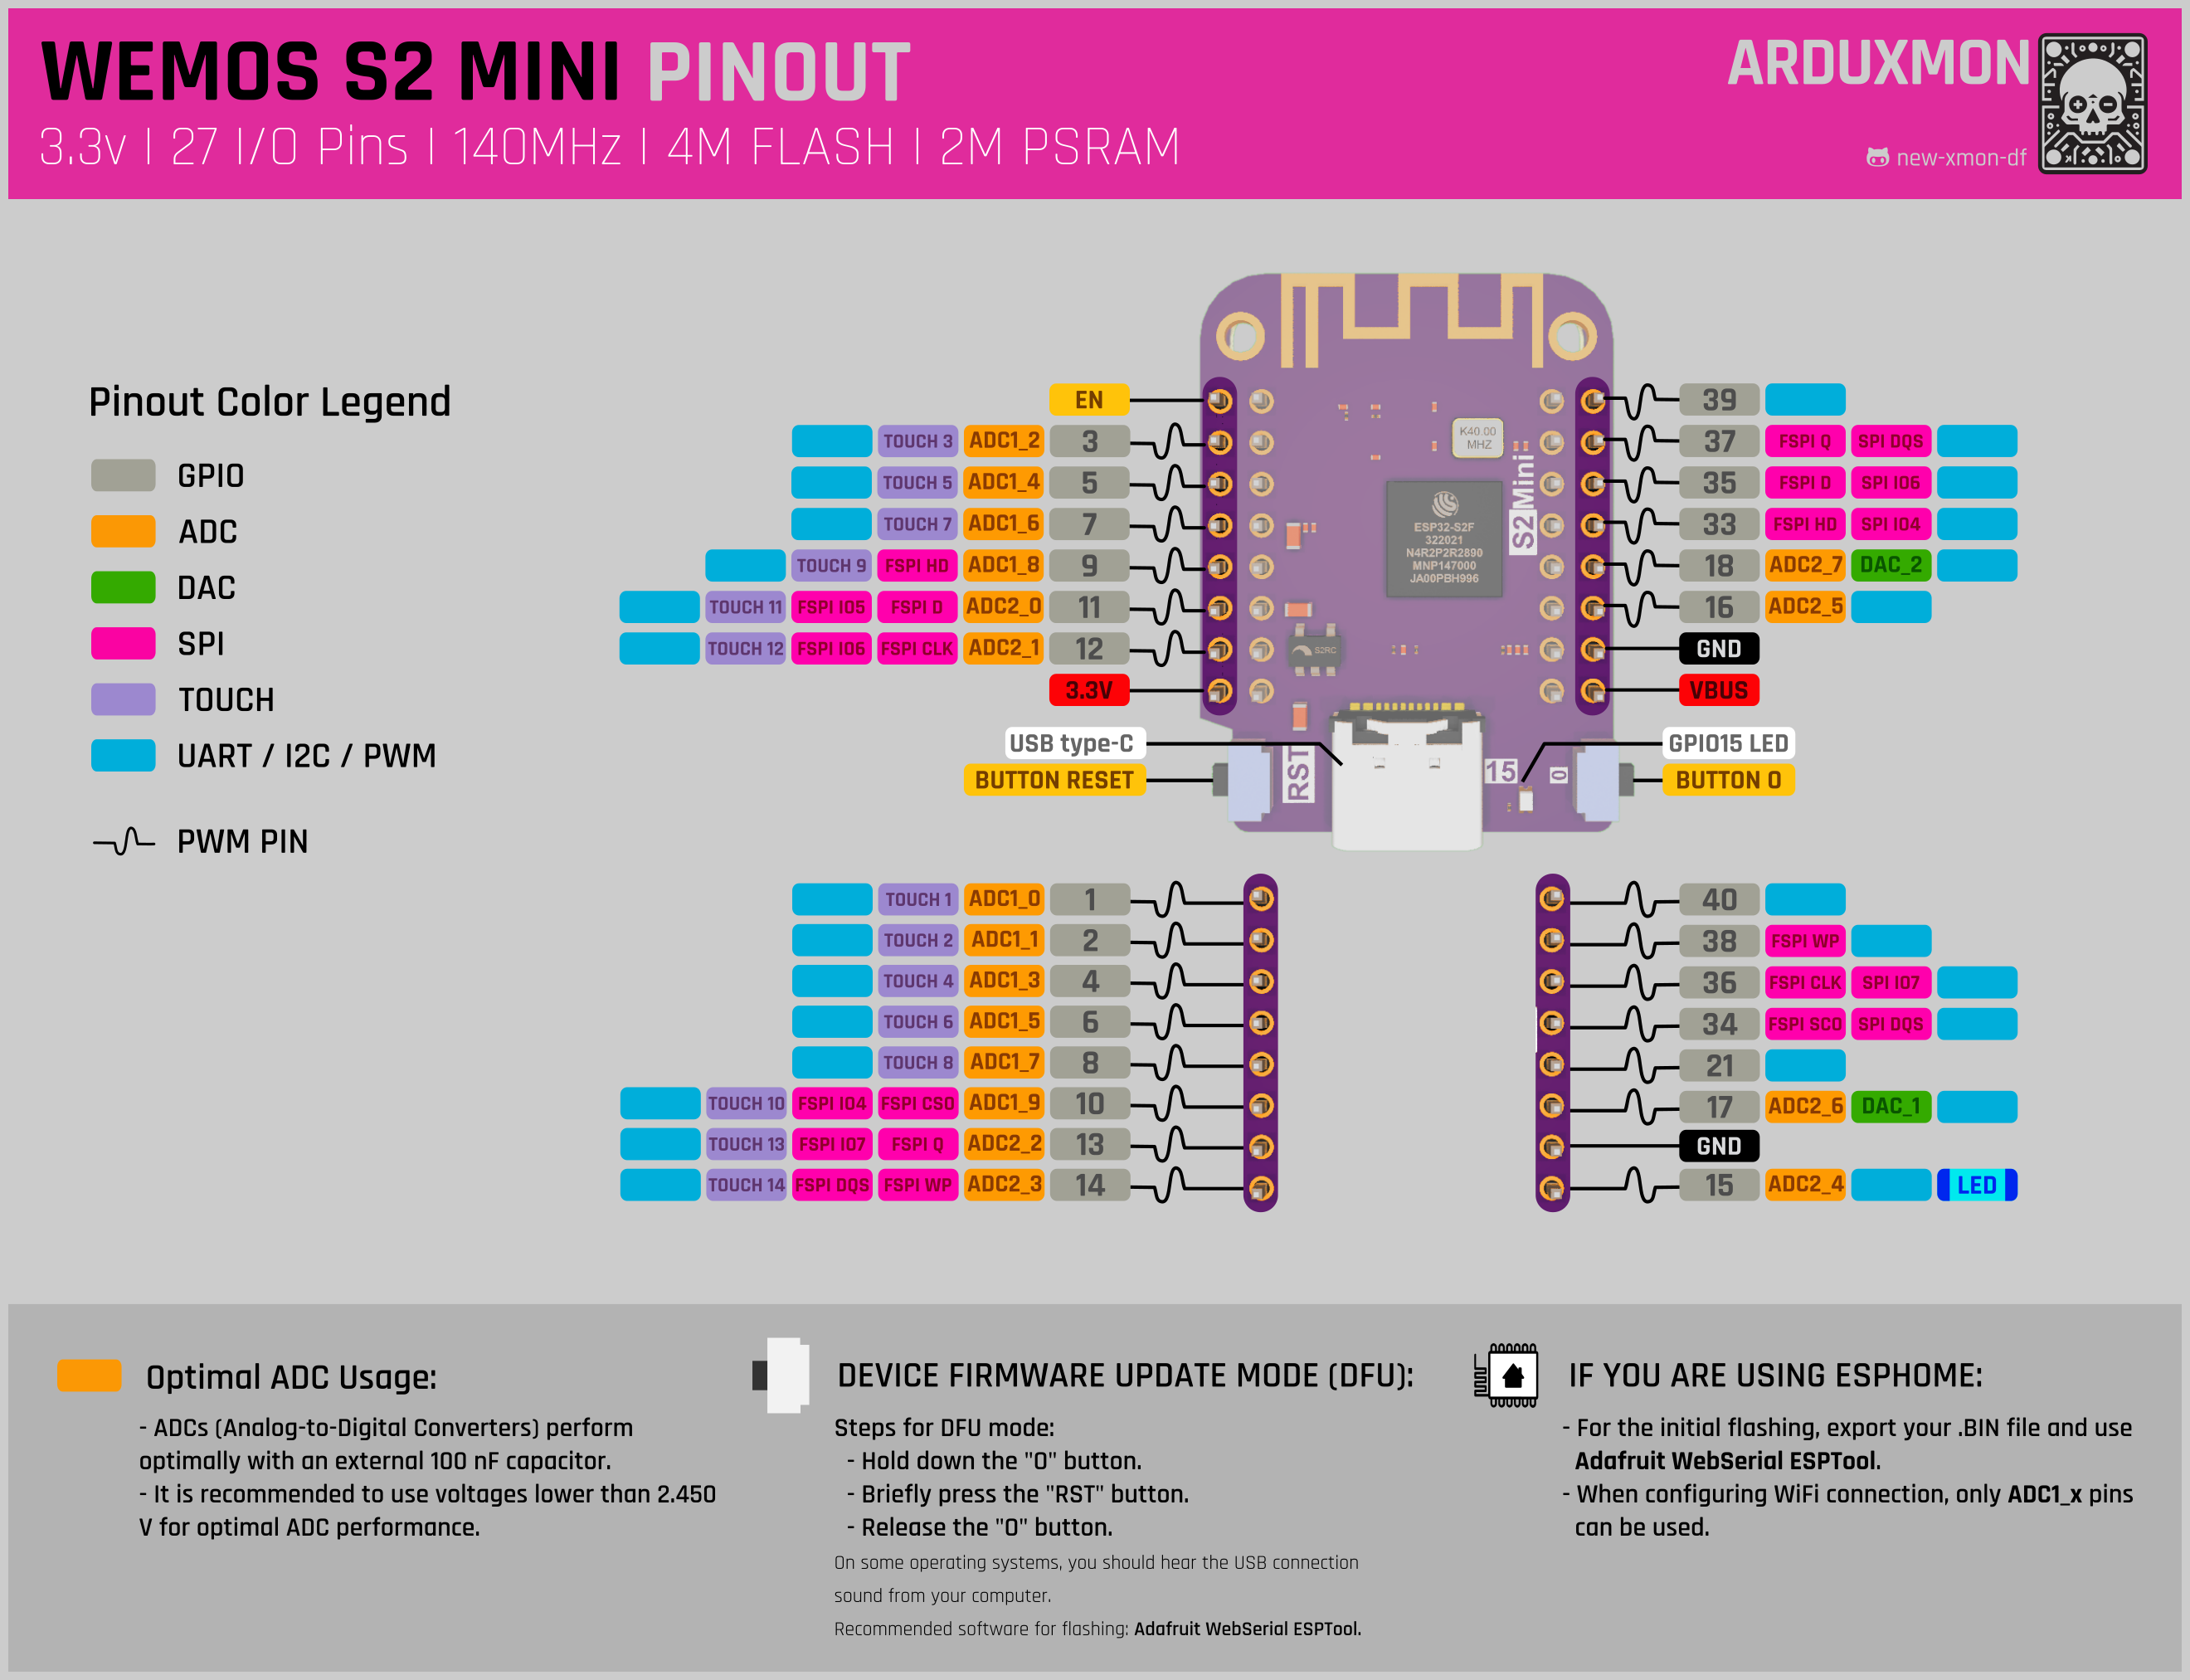 WEMOS S2 MINI PINOUT
3.3v | 27 I/O Pins | 140MHz | 4M FLASH | 2M PSRAM
ARDUXMON
new-xmon-df
Pinout Color Legend
GPIO
ADC
DAC
SPI
TOUCH
UART / I2C / PWM
PWM PIN
EN
TOUCH 3 ADC1_2 3
TOUCH 5 ADC1_4 5
TOUCH 7 ADC1_6 7
TOUCH 9 FSPI HD ADC1_8 9
TOUCH 11 FSPI IO5 FSPI D ADC2_0 11
TOUCH 12 FSPI IO6 FSPI CLK ADC2_1 12
3.3V
USB type-C
BUTTON RESET
K40.00
MHZ
S2 Mini
ESP32-S2F
322021
N4R2P2R2890
MNP147000
JA00PBH996
S2RC
RST
15
0
39
37 FSPI Q SPI DQS
35 FSPI D SPI IO6
33 FSPI HD SPI IO4
18 ADC2_7 DAC_2
16 ADC2_5
GND
VBUS
GPIO15 LED
BUTTON 0
TOUCH 1 ADC1_0 1
TOUCH 2 ADC1_1 2
TOUCH 4 ADC1_3 4
TOUCH 6 ADC1_5 6
TOUCH 8 ADC1_7 8
TOUCH 10 FSPI IO4 FSPI CS0 ADC1_9 10
TOUCH 13 FSPI IO7 FSPI Q ADC2_2 13
TOUCH 14 FSPI DQS FSPI WP ADC2_3 14
40
38 FSPI WP
36 FSPI CLK SPI IO7
34 FSPI SC0 SPI DQS
21
17 ADC2_6 DAC_1
GND
15 ADC2_4 LED
Optimal ADC Usage:
- ADCs (Analog-to-Digital Converters) perform
optimally with an external 100 nF capacitor.
- It is recommended to use voltages lower than 2.450
V for optimal ADC performance.
DEVICE FIRMWARE UPDATE MODE (DFU):
Steps for DFU mode:
- Hold down the "0" button.
- Briefly press the "RST" button.
- Release the "0" button.
On some operating systems, you should hear the USB connection
sound from your computer.
Recommended software for flashing: Adafruit WebSerial ESPTool.
IF YOU ARE USING ESPHOME:
- For the initial flashing, export your .BIN file and use
Adafruit WebSerial ESPTool.
- When configuring WiFi connection, only ADC1_x pins
can be used.